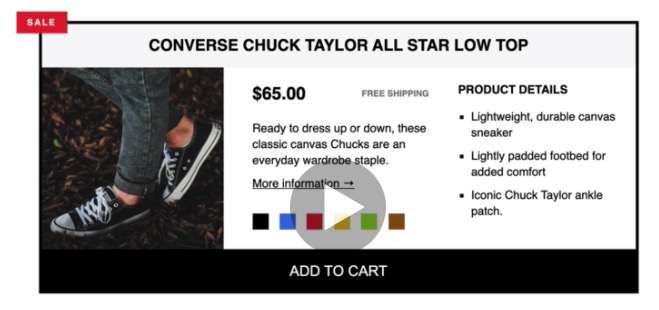 SALE
CONVERSE CHUCK TAYLOR ALL STAR LOW TOP
$65.00
FREE SHIPPING
Ready to dress up or down, these
classic canvas Chucks are an
everyday wardrobe staple.
More information →
PRODUCT DETAILS
▪ Lightweight, durable canvas
sneaker
▪ Lightly padded footbed for
added comfort
▪ Iconic Chuck Taylor ankle
patch.
ADD TO CART